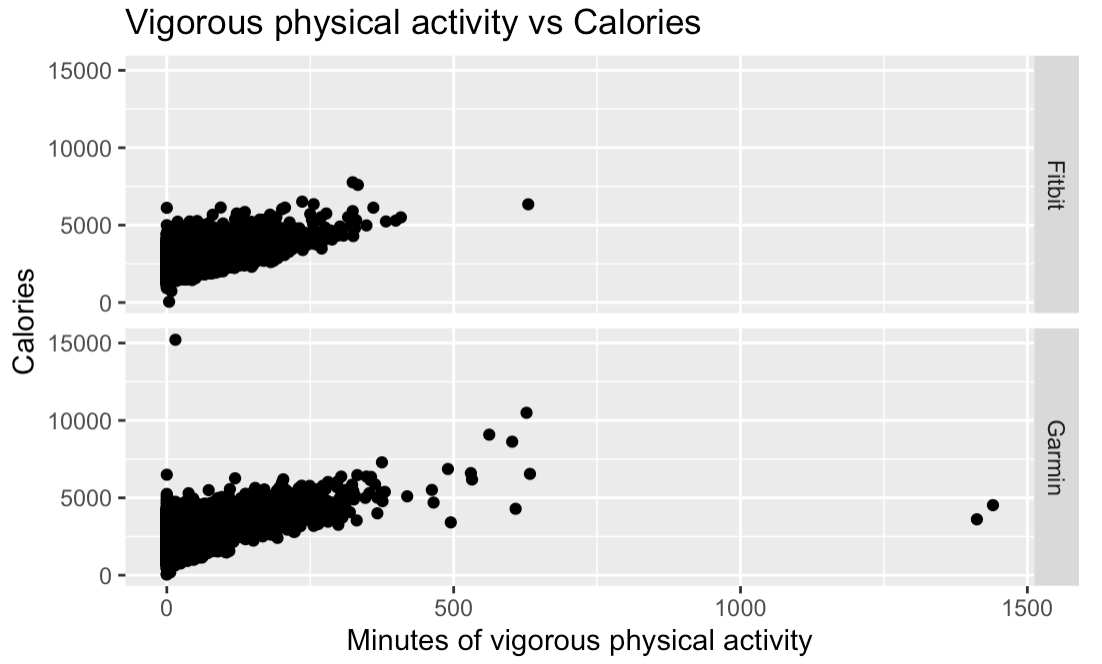 Vigorous physical activity vs Calories
15000
10000
5000
0
Fitbit
15000
10000
5000
0
Garmin
Calories
0 500 1000 1500
Minutes of vigorous physical activity